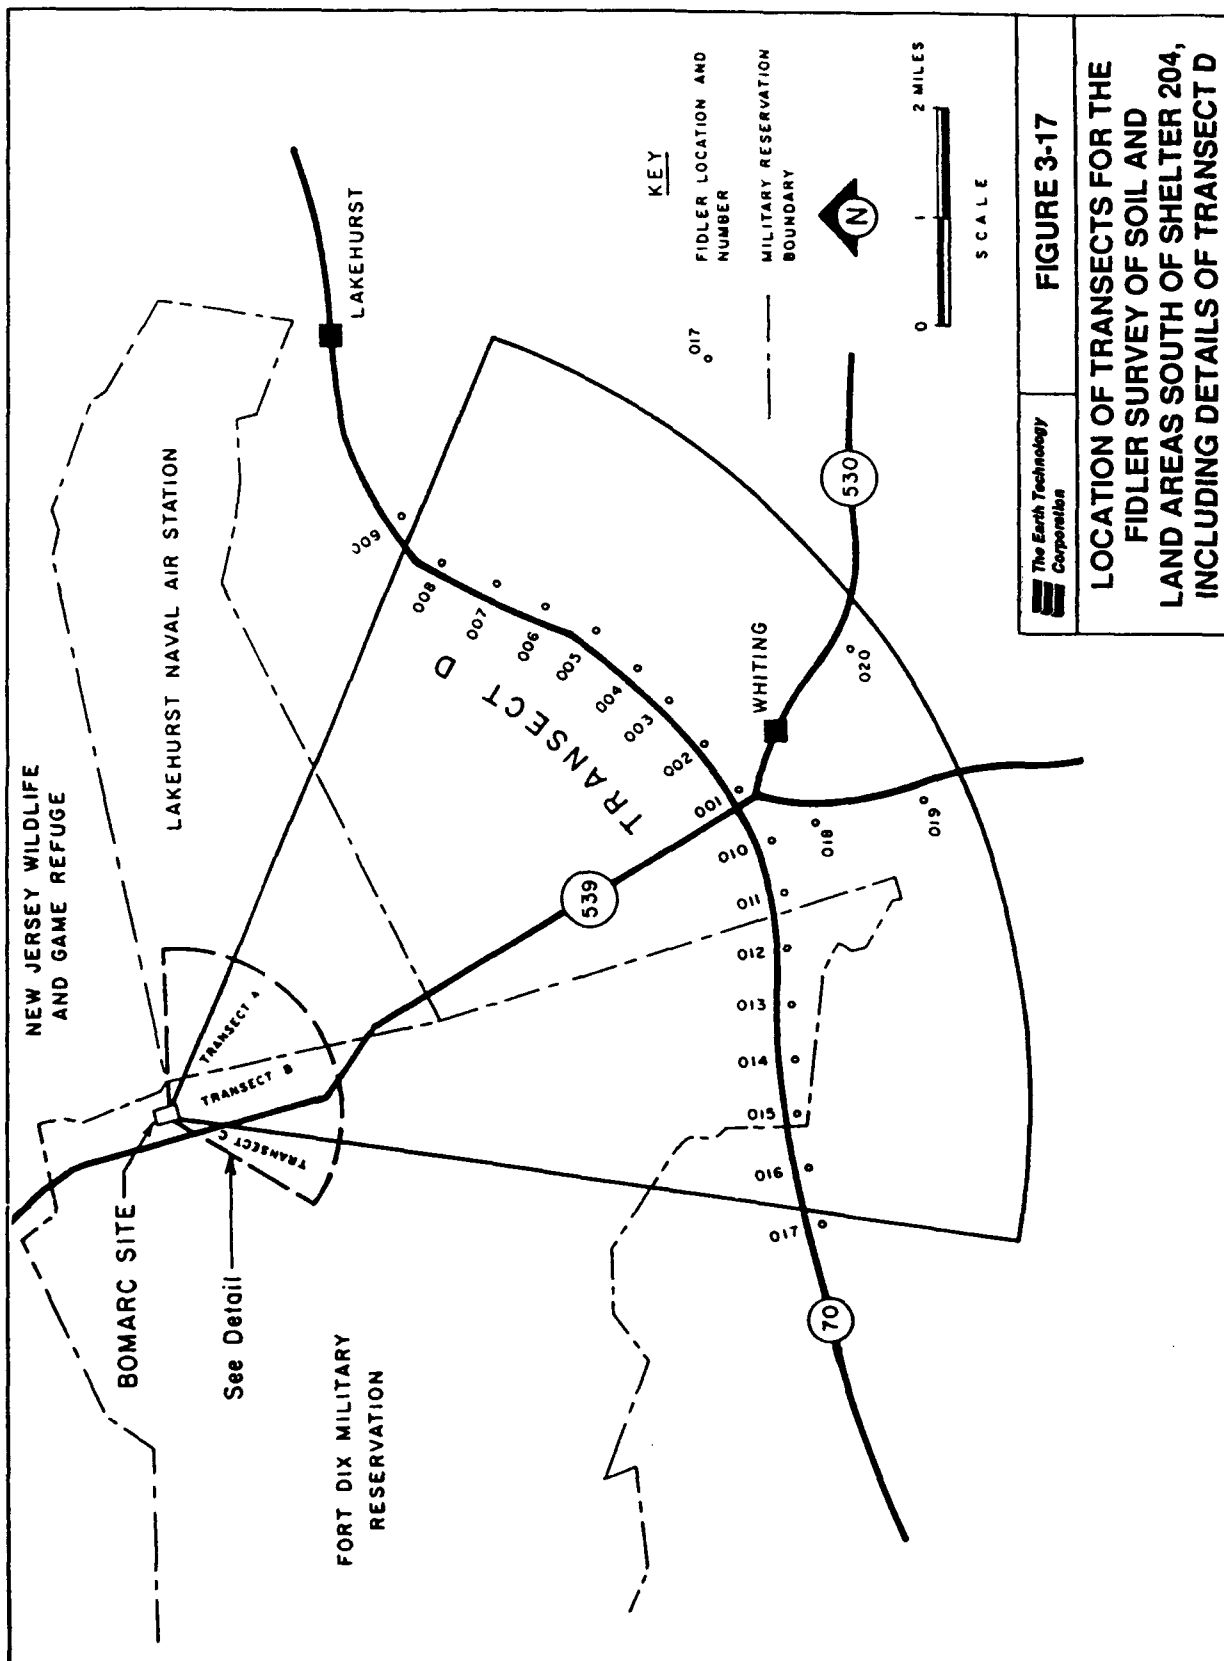 NEW JERSEY WILDLIFE
AND GAME REFUGE
LAKEHURST NAVAL AIR STATION
LAKEHURST
BOMARC SITE
See Detail
TRANSECT A
TRANSECT B
TRANSECT C
FORT DIX MILITARY
RESERVATION
TRANSECT D
009
008
007
006
005
004
003
002
001
010
011
012
013
014
015
016
017
018
019
020
539
WHITING
530
70
KEY
017
FIDLER LOCATION AND
NUMBER
MILITARY RESERVATION
BOUNDARY
N
0
1
2 MILES
SCALE
The Earth Technology
Corporation
FIGURE 3-17
LOCATION OF TRANSECTS FOR THE
FIDLER SURVEY OF SOIL AND
LAND AREAS SOUTH OF SHELTER 204,
INCLUDING DETAILS OF TRANSECT D